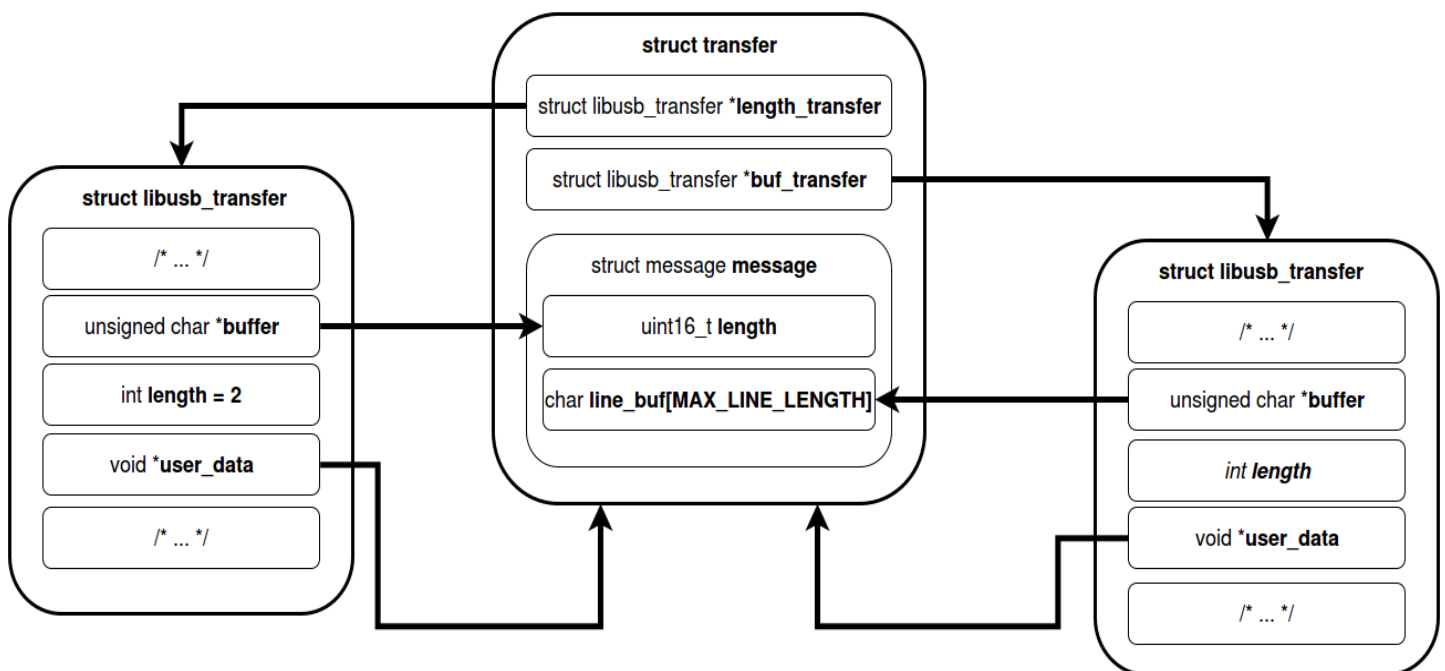 struct transfer
struct libusb_transfer *length_transfer
struct libusb_transfer *buf_transfer
struct message message
uint16_t length
char line_buf[MAX_LINE_LENGTH]
struct libusb_transfer
/* ... */
unsigned char *buffer
int length = 2
void *user_data
/* ... */
struct libusb_transfer
/* ... */
unsigned char *buffer
int length
void *user_data
/* ... */